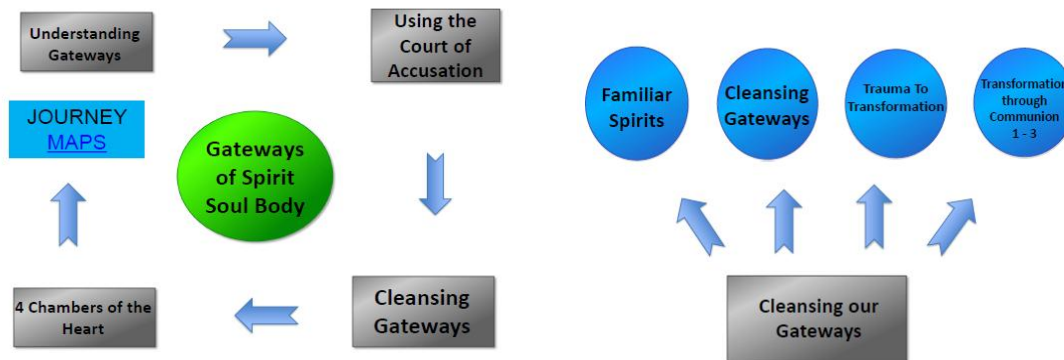 Understanding
Gateways
Using the
Court of
Accusation
JOURNEY
MAPS
Gateways
of Spirit
Soul Body
4 Chambers of the
Heart
Cleansing
Gateways
Familiar
Spirits
Cleansing
Gateways
Trauma To
Transformation
Transformation
through
Communion
1 - 3
Cleansing our
Gateways